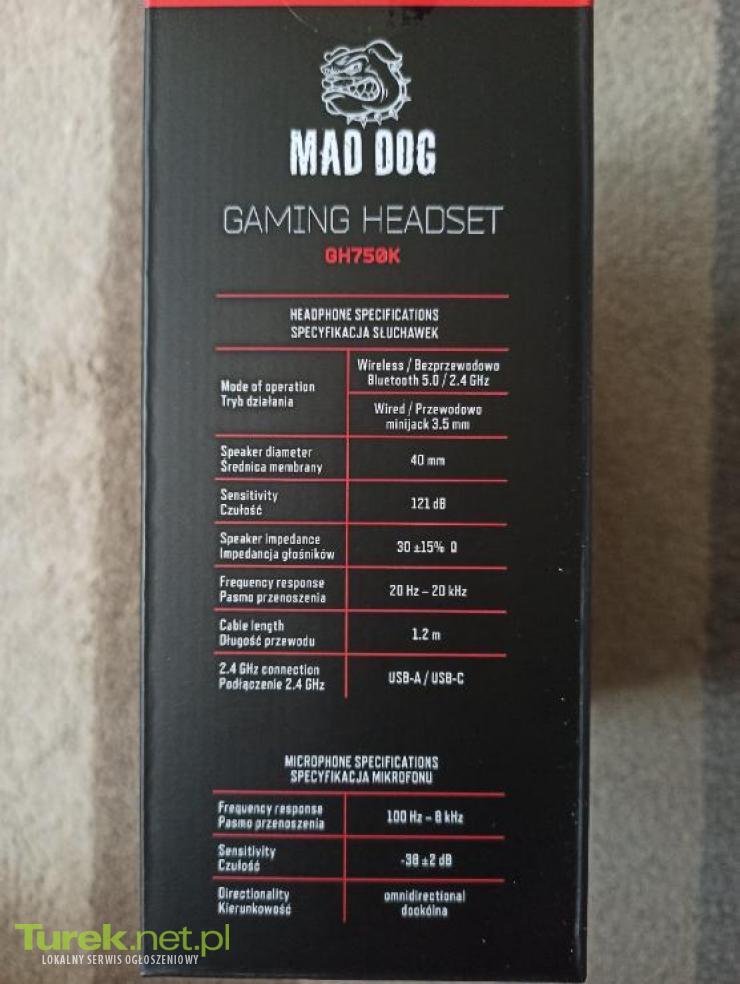 MAD DOG
GAMING HEADSET
GH750K
HEADPHONE SPECIFICATIONS
SPECYFIKACJA SŁUCHAWEK
Mode of operation
Tryb działania
Wireless / Bezprzewodowo
Bluetooth 5.0 / 2.4 GHz
Wired / Przewodowo
minijack 3.5 mm
Speaker diameter
Średnica membrany
40 mm
Sensitivity
Czułość
121 dB
Speaker impedance
Impedancja głośników
30 ±15% Ω
Frequency response
Pasmo przenoszenia
20 Hz – 20 kHz
Cable length
Długość przewodu
1.2 m
2.4 GHz connection
Podłączenie 2.4 GHz
USB-A / USB-C
MICROPHONE SPECIFICATIONS
SPECYFIKACJA MIKROFONU
Frequency response
Pasmo przenoszenia
100 Hz – 8 kHz
Sensitivity
Czułość
-38 ±2 dB
Directionality
Kierunkowość
omnidirectional
dookólna
Turek.net.pl
LOKALNY SERWIS OGŁOSZENIOWY